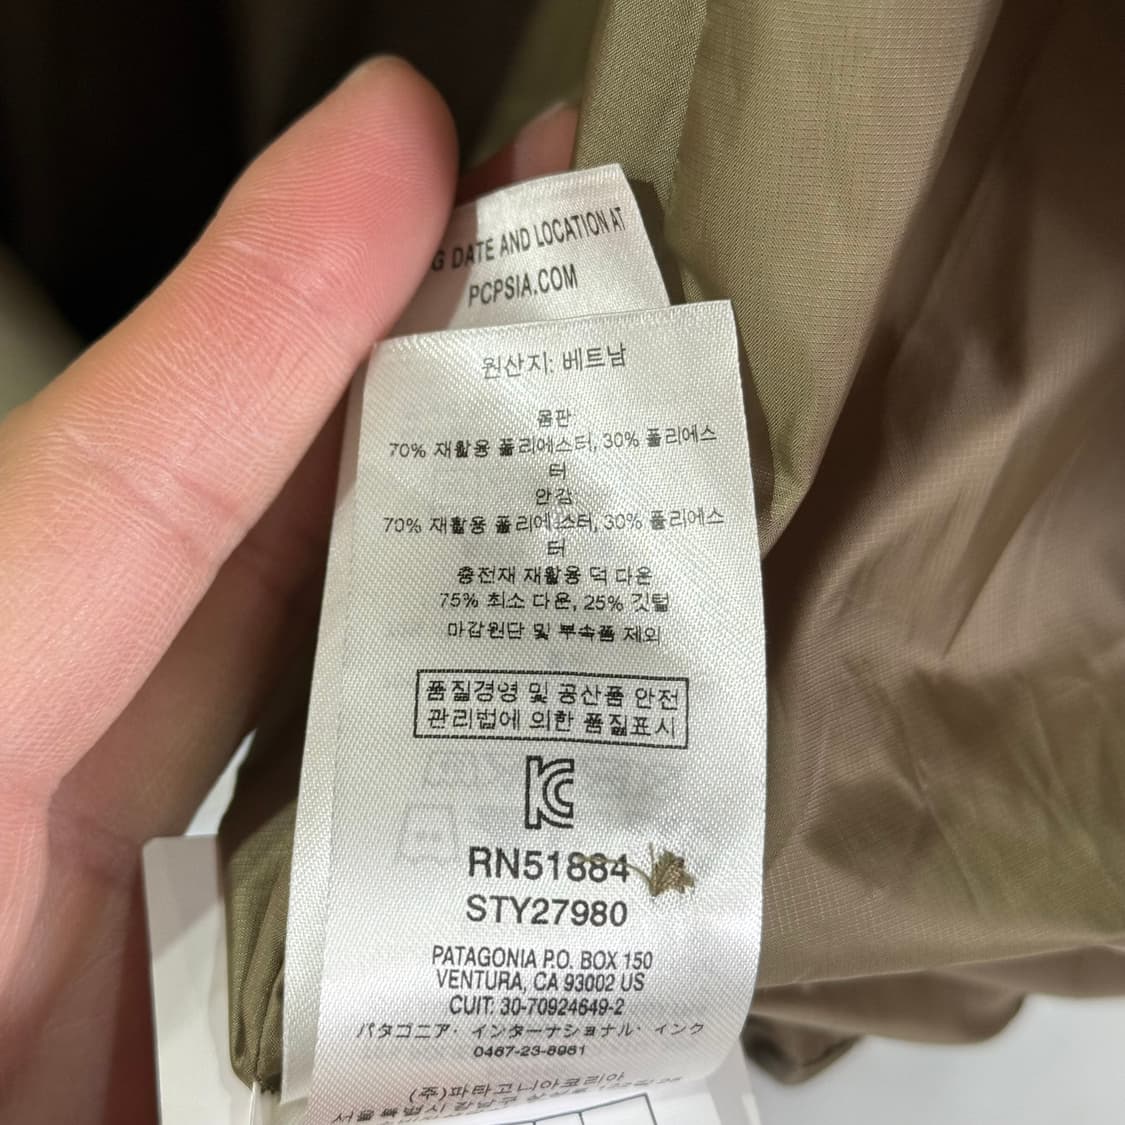 G DATE AND LOCATION AT
PCPSIA.COM
원산지: 베트남
몸판
70% 재활용 폴리에스터, 30% 폴리에스
터
안감
70% 재활용 폴리에스터, 30% 폴리에스
터
충전재 재활용 덕 다운
75% 최소 다운, 25% 깃털
마감원단 및 부속품 제외
품질경영 및 공산품 안전
관리법에 의한 품질표시
RN51884
STY27980
PATAGONIA P.O. BOX 150
VENTURA, CA 93002 US
CUIT: 30-70924649-2
パタゴニア・インターナショナル・インク
0467-23-8961
(주)파타고니아코리아